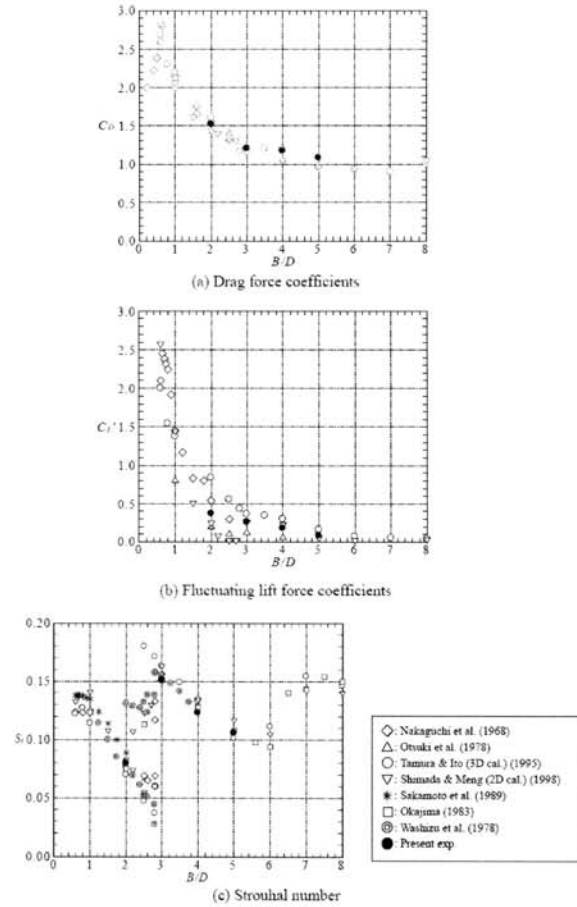 3.0
2.5
2.0
C_D 1.5
1.0
0.5
0.0
0 1 2 3 4 5 6 7 8
B/D
(a) Drag force coefficients
3.0
2.5
2.0
1.5
1.0
0.5
0.0
0 1 2 3 4 5 6 7 8
B/D
(b) Fluctuating lift force coefficients
0.20
0.15
0.10
0.05
0.00
0 1 2 3 4 5 6 7 8
B/D
(c) Strouhal number
◇: Nakaguchi et al. (1968)
△: Otsuki et al. (1978)
○: Tamura & Ito (3D cal.) (1995)
▽: Shimada & Meng (2D cal.) (1998)
＊: Sakamoto et al. (1989)
□: Okajima (1983)
◎: Washizu et al. (1978)
●: Present exp.